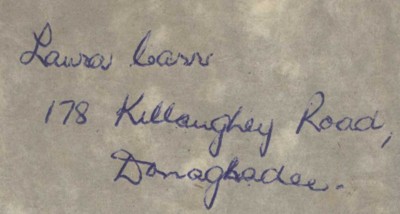 Laura Carr
178 Killaughey Road,
Donaghadee.